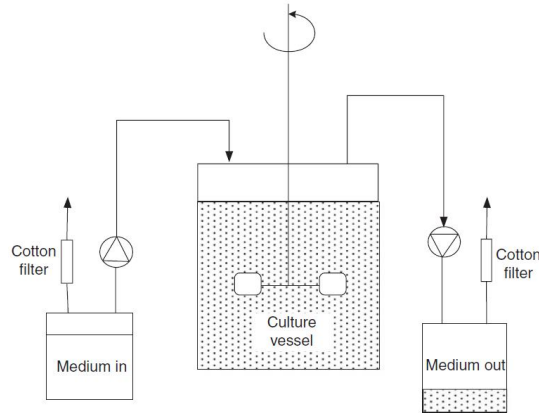 Cotton
filter
Medium in
Culture
vessel
Medium out
Cotton
filter